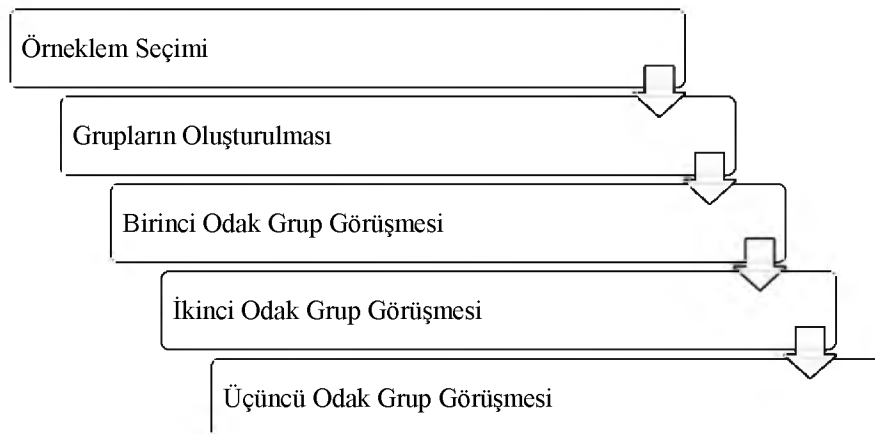 Örneklem Seçimi
Grupların Oluşturulması
Birinci Odak Grup Görüşmesi
İkinci Odak Grup Görüşmesi
Üçüncü Odak Grup Görüşmesi